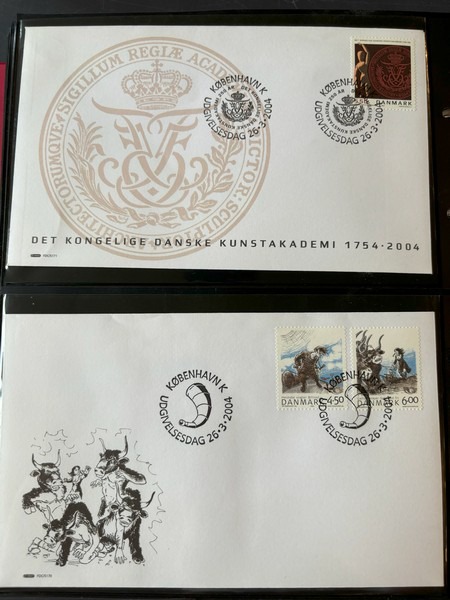 SIGILLUM REGIÆ ACA
KØBENHAVN K
UDGIVELSESDAG 26·3·2004
KØBENHAVN K
UDGIVELSESDAG 26·3·2004
DANMARK
DET KONGELIGE DANSKE KUNSTAKADEMI 1754·2004
KØBENHAVN K
UDGIVELSESDAG 26·3·2004
DANMARK 4.50
KØBENHAVN K
UDGIVELSESDAG 26·3·2004
DANMARK 6.00